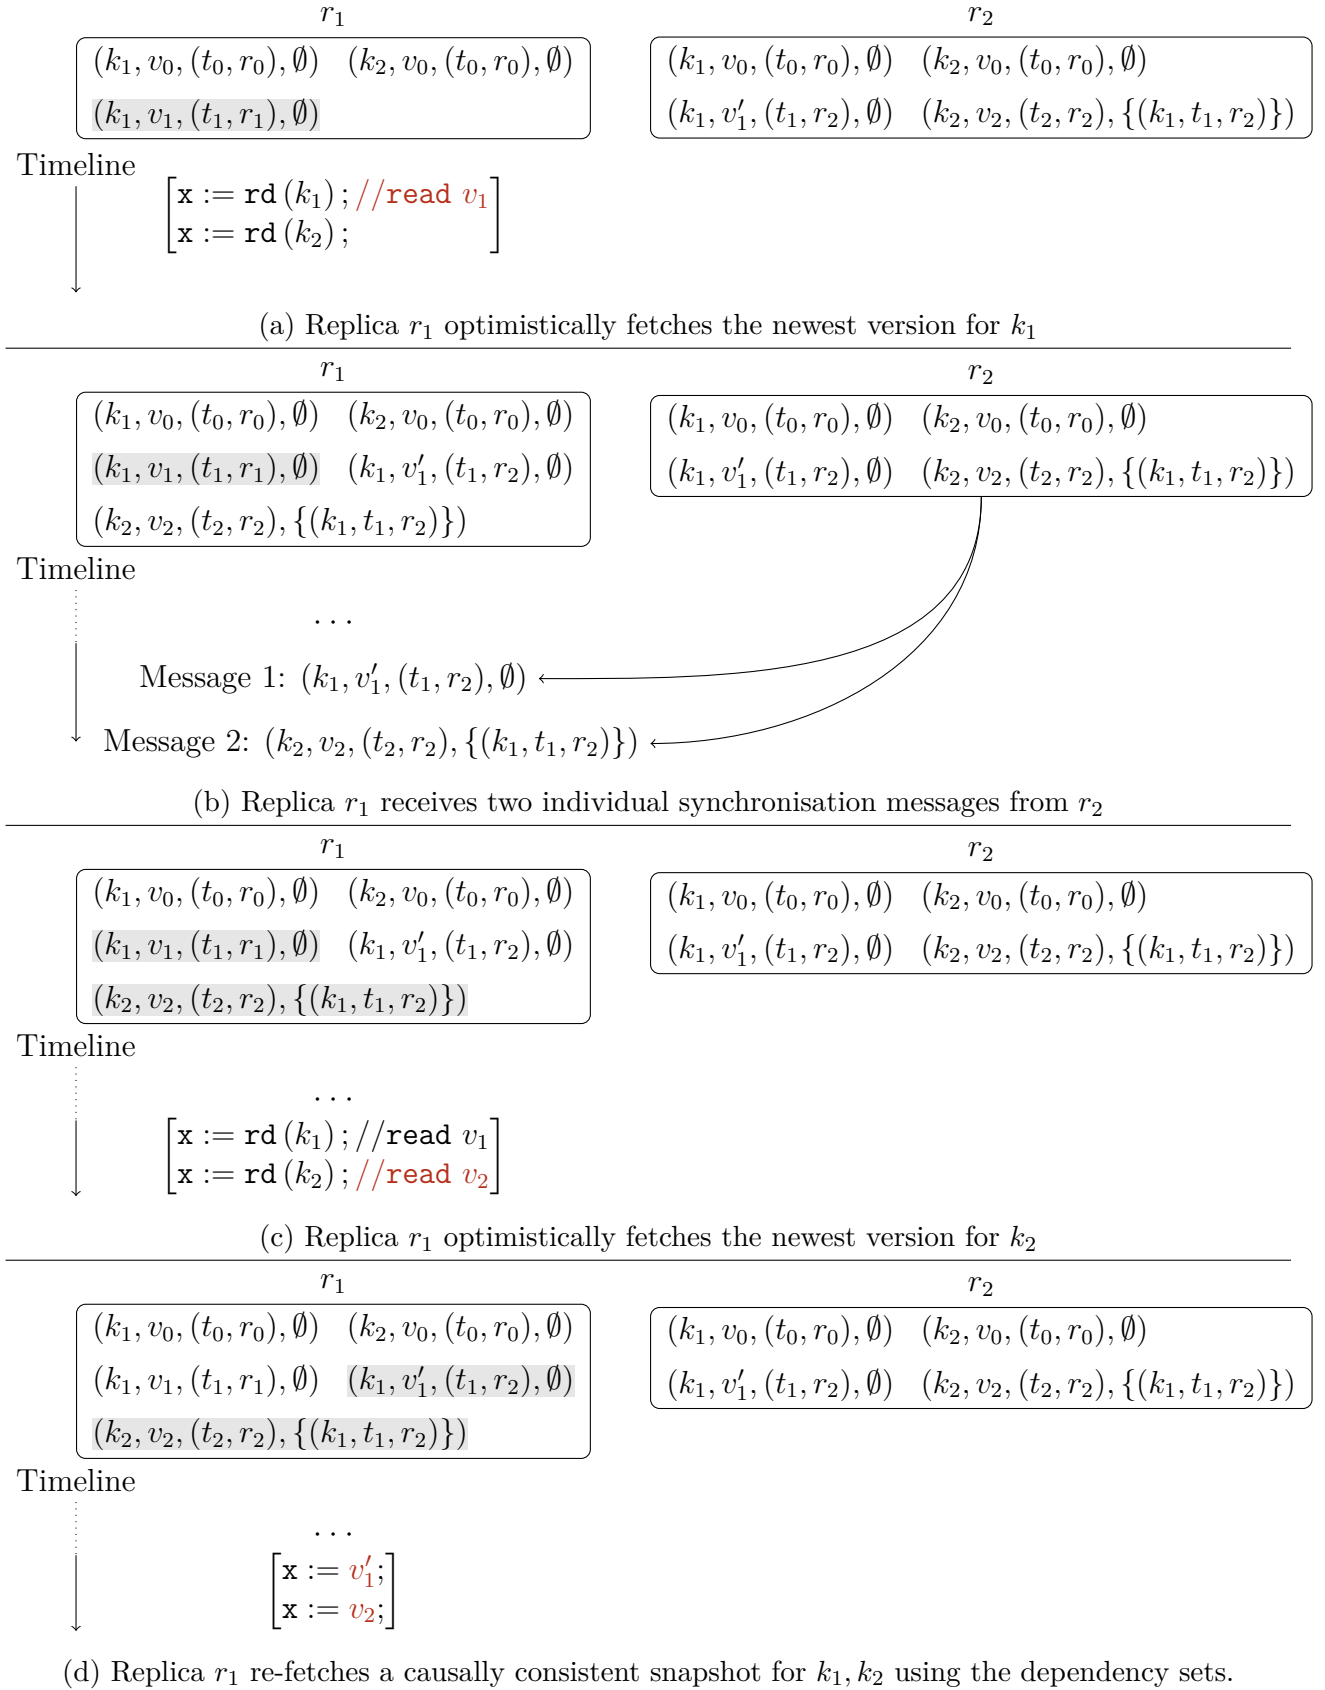 r₁ r₂
(k₁, v₀, (t₀, r₀), ∅) (k₂, v₀, (t₀, r₀), ∅) (k₁, v₀, (t₀, r₀), ∅) (k₂, v₀, (t₀, r₀), ∅)
(k₁, v₁, (t₁, r₁), ∅) (k₁, v₁′, (t₁, r₂), ∅) (k₂, v₂, (t₂, r₂), {(k₁, t₁, r₂)})
Timeline
x := rd (k₁) ; //read v₁
x := rd (k₂) ;
(a) Replica r₁ optimistically fetches the newest version for k₁
r₁ r₂
(k₁, v₀, (t₀, r₀), ∅) (k₂, v₀, (t₀, r₀), ∅) (k₁, v₀, (t₀, r₀), ∅) (k₂, v₀, (t₀, r₀), ∅)
(k₁, v₁, (t₁, r₁), ∅) (k₁, v₁′, (t₁, r₂), ∅) (k₁, v₁′, (t₁, r₂), ∅) (k₂, v₂, (t₂, r₂), {(k₁, t₁, r₂)})
(k₂, v₂, (t₂, r₂), {(k₁, t₁, r₂)})
Timeline
. . .
Message 1: (k₁, v₁′, (t₁, r₂), ∅)
Message 2: (k₂, v₂, (t₂, r₂), {(k₁, t₁, r₂)})
(b) Replica r₁ receives two individual synchronisation messages from r₂
r₁ r₂
(k₁, v₀, (t₀, r₀), ∅) (k₂, v₀, (t₀, r₀), ∅) (k₁, v₀, (t₀, r₀), ∅) (k₂, v₀, (t₀, r₀), ∅)
(k₁, v₁, (t₁, r₁), ∅) (k₁, v₁′, (t₁, r₂), ∅) (k₁, v₁′, (t₁, r₂), ∅) (k₂, v₂, (t₂, r₂), {(k₁, t₁, r₂)})
(k₂, v₂, (t₂, r₂), {(k₁, t₁, r₂)})
Timeline
. . .
x := rd (k₁) ; //read v₁
x := rd (k₂) ; //read v₂
(c) Replica r₁ optimistically fetches the newest version for k₂
r₁ r₂
(k₁, v₀, (t₀, r₀), ∅) (k₂, v₀, (t₀, r₀), ∅) (k₁, v₀, (t₀, r₀), ∅) (k₂, v₀, (t₀, r₀), ∅)
(k₁, v₁, (t₁, r₁), ∅) (k₁, v₁′, (t₁, r₂), ∅) (k₁, v₁′, (t₁, r₂), ∅) (k₂, v₂, (t₂, r₂), {(k₁, t₁, r₂)})
(k₂, v₂, (t₂, r₂), {(k₁, t₁, r₂)})
Timeline
. . .
x := v₁′;
x := v₂;
(d) Replica r₁ re-fetches a causally consistent snapshot for k₁, k₂ using the dependency sets.